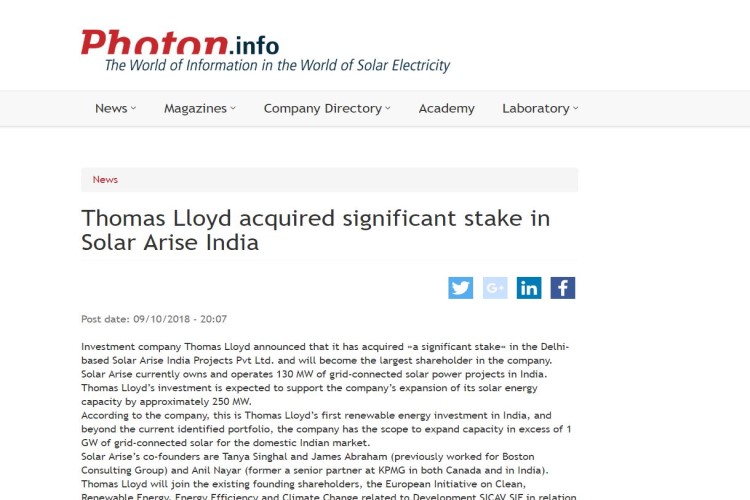 Photon.info
The World of Information in the World of Solar Electricity
News Magazines Company Directory Academy Laboratory
News
Thomas Lloyd acquired significant stake in
Solar Arise India
G+ in f
Post date: 09/10/2018 - 20:07
Investment company Thomas Lloyd announced that it has acquired »a significant stake« in the Delhi-
based Solar Arise India Projects Pvt Ltd. and will become the largest shareholder in the company.
Solar Arise currently owns and operates 130 MW of grid-connected solar power projects in India.
Thomas Lloyd's investment is expected to support the company's expansion of its solar energy
capacity by approximately 250 MW.
According to the company, this is Thomas Lloyd's first renewable energy investment in India, and
beyond the current identified portfolio, the company has the scope to expand capacity in excess of 1
GW of grid-connected solar for the domestic Indian market.
Solar Arise's co-founders are Tanya Singhal and James Abraham (previously worked for Boston
Consulting Group) and Anil Nayar (former a senior partner at KPMG in both Canada and in India).
Thomas Lloyd will join the existing founding shareholders, the European Initiative on Clean,
Renewable Energy, Energy Efficiency and Climate Change related to Development SICAV SIF in relation